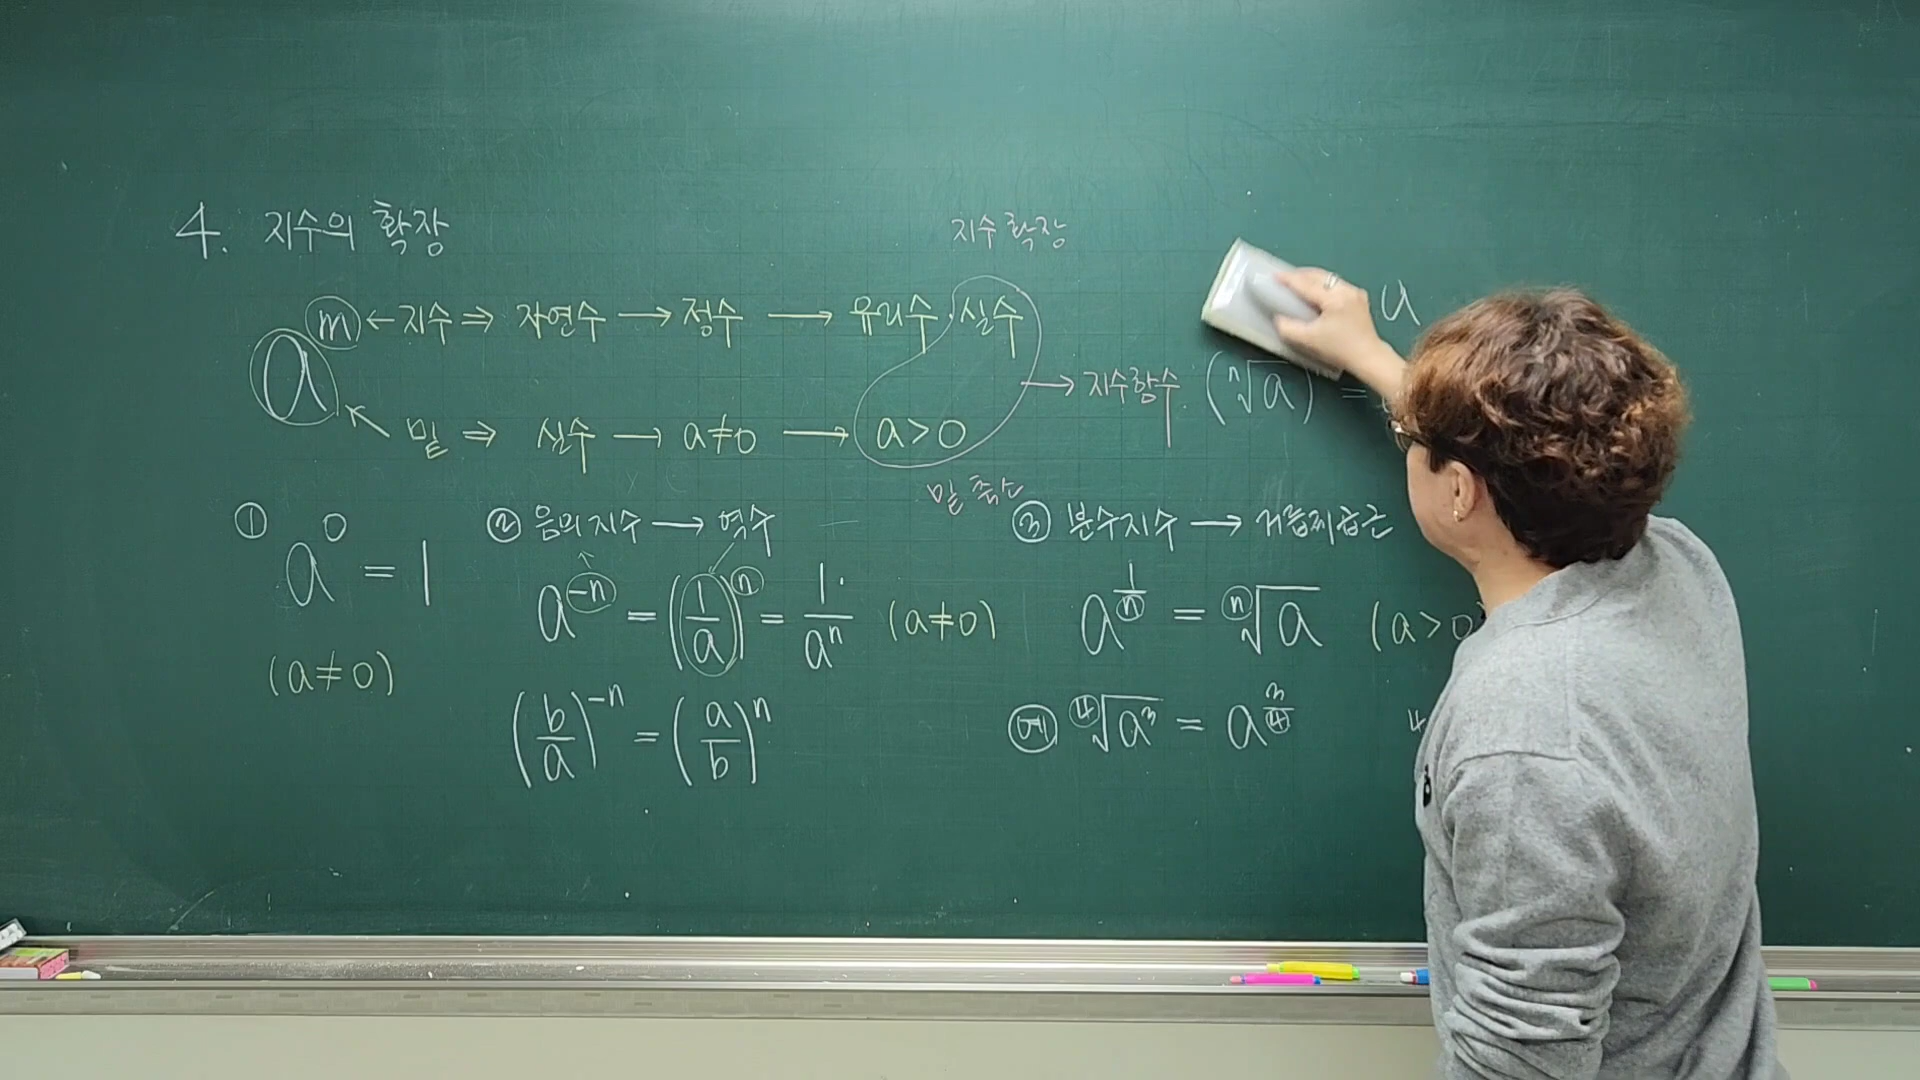 4. 지수의 확장
지수 확장
a^m ← 지수 ⇒ 자연수 → 정수 → 유리수·실수
→ 지수함수 (ⁿ√a) =
↖ 밑 ⇒ 실수 → a≠0 → a>0
밑 축소
① a^0 = 1
(a≠0)
② 음의 지수 → 역수
a^{-n} = (1/a)^n = 1/a^n (a≠0)
(b/a)^{-n} = (a/b)^n
③ 분수지수 → 거듭제곱근
a^{1/n} = ⁿ√a (a>0
예 ⁴√a³ = a^{3/4} 4